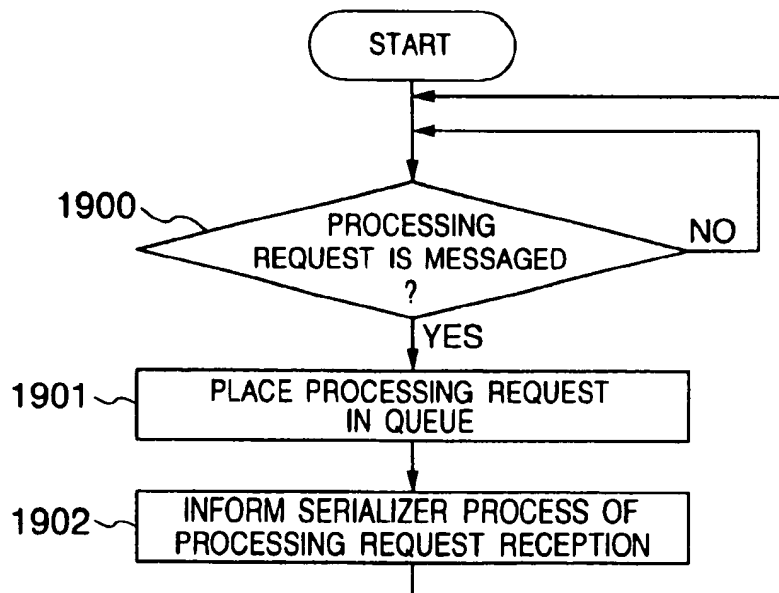 START
1900
PROCESSING
REQUEST IS MESSAGED
?
NO
YES
1901
PLACE PROCESSING REQUEST
IN QUEUE
1902
INFORM SERIALIZER PROCESS OF
PROCESSING REQUEST RECEPTION